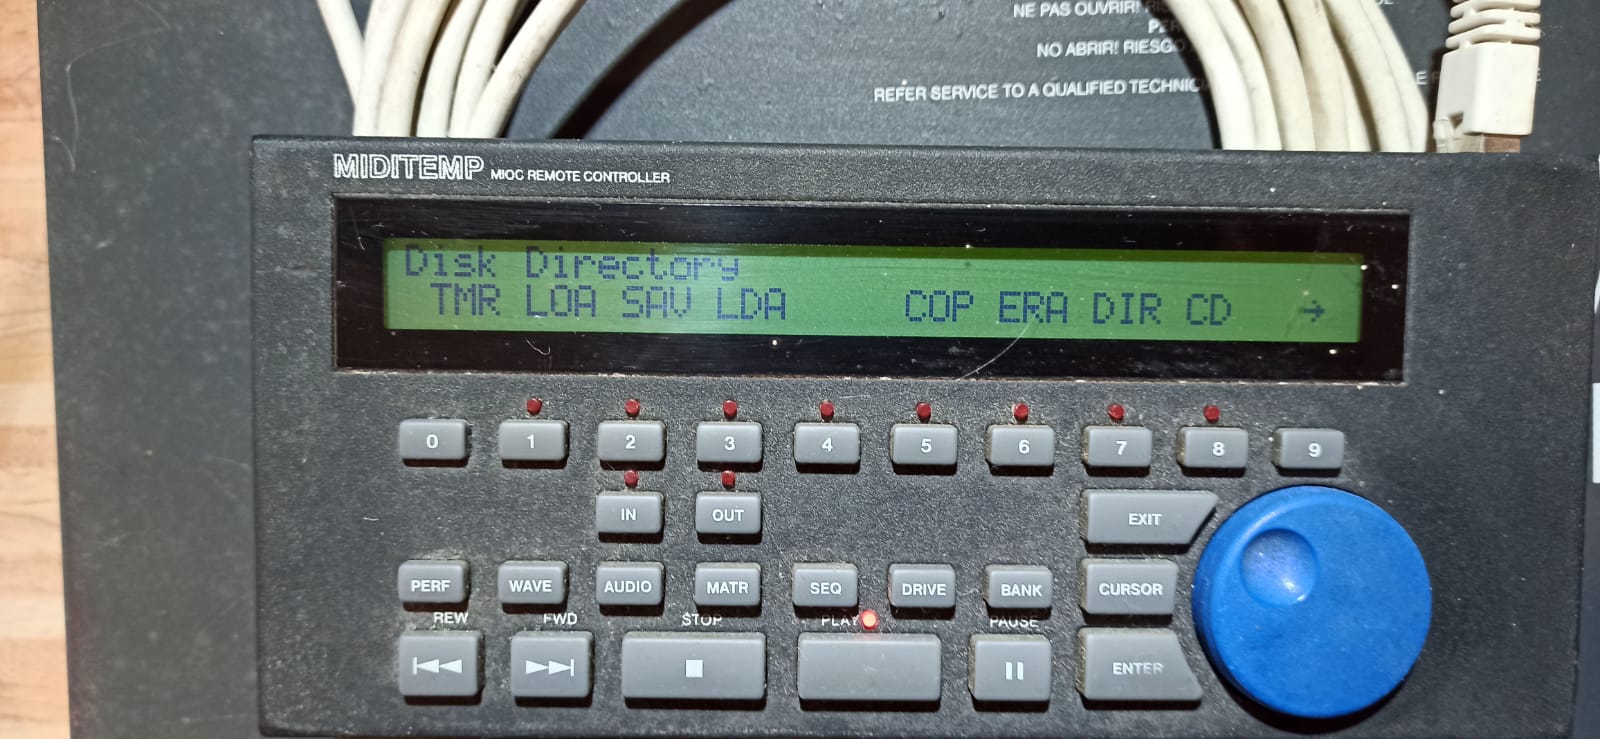 NE PAS OUVRIR!
NO ABRIR! RIESGO
REFER SERVICE TO A QUALIFIED
MIDITEMP MIOC REMOTE CONTROLLER
Disk Directory
TMR LOA SAV LDA COP ERA DIR CD →
0 1 2 3 4 5 6 7 8 9
IN OUT EXIT
PERF WAVE AUDIO MATR SEQ DRIVE BANK CURSOR
REW FWD STOP PLAY PAUSE
ENTER